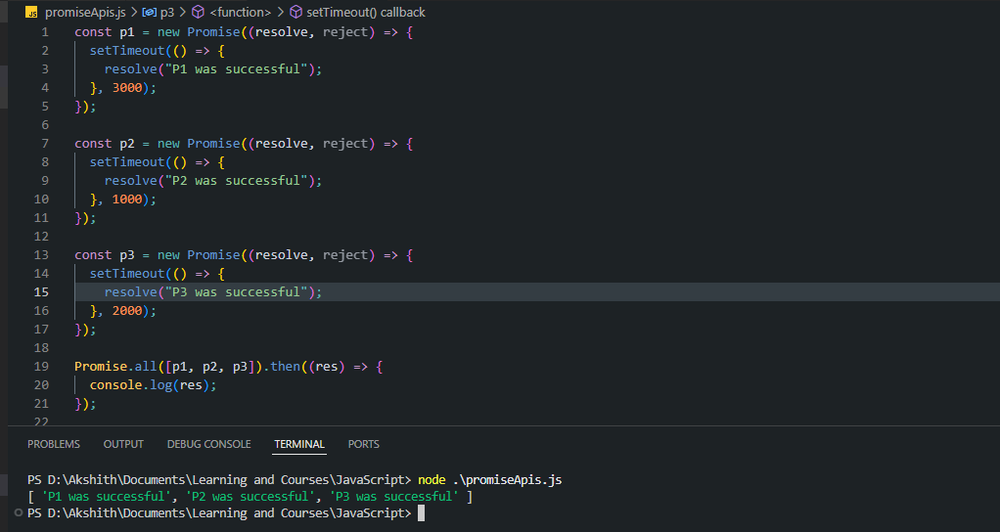 JS promiseApis.js > p3 > <function> > setTimeout() callback
1 const p1 = new Promise((resolve, reject) => {
2 setTimeout(() => {
3 resolve("P1 was successful");
4 }, 3000);
5 });
6
7 const p2 = new Promise((resolve, reject) => {
8 setTimeout(() => {
9 resolve("P2 was successful");
10 }, 1000);
11 });
12
13 const p3 = new Promise((resolve, reject) => {
14 setTimeout(() => {
15 resolve("P3 was successful");
16 }, 2000);
17 });
18
19 Promise.all([p1, p2, p3]).then((res) => {
20 console.log(res);
21 });
22
PROBLEMS OUTPUT DEBUG CONSOLE TERMINAL PORTS
PS D:\Akshith\Documents\Learning and Courses\JavaScript> node .\promiseApis.js
[ 'P1 was successful', 'P2 was successful', 'P3 was successful' ]
PS D:\Akshith\Documents\Learning and Courses\JavaScript>